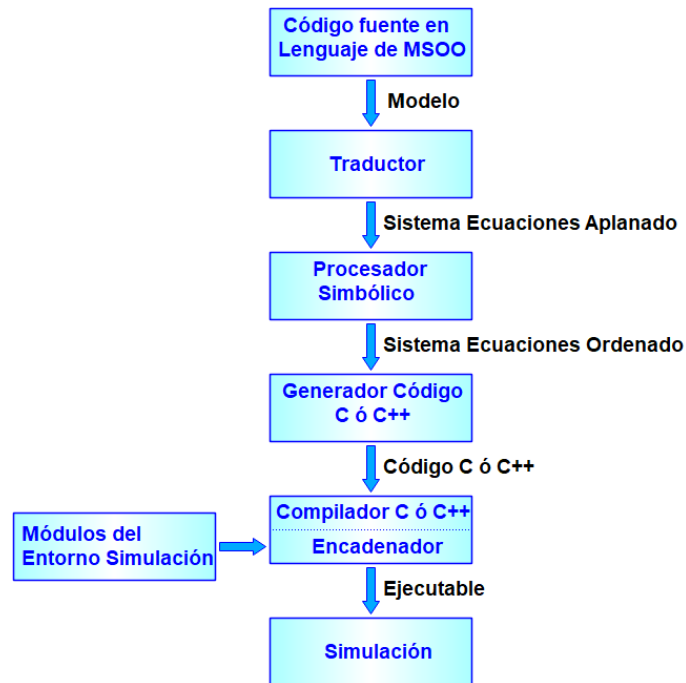 Código fuente en
Lenguaje de MSOO
Modelo
Traductor
Sistema Ecuaciones Aplanado
Procesador
Simbólico
Sistema Ecuaciones Ordenado
Generador Código
C ó C++
Código C ó C++
Compilador C ó C++
Encadenador
Módulos del
Entorno Simulación
Ejecutable
Simulación